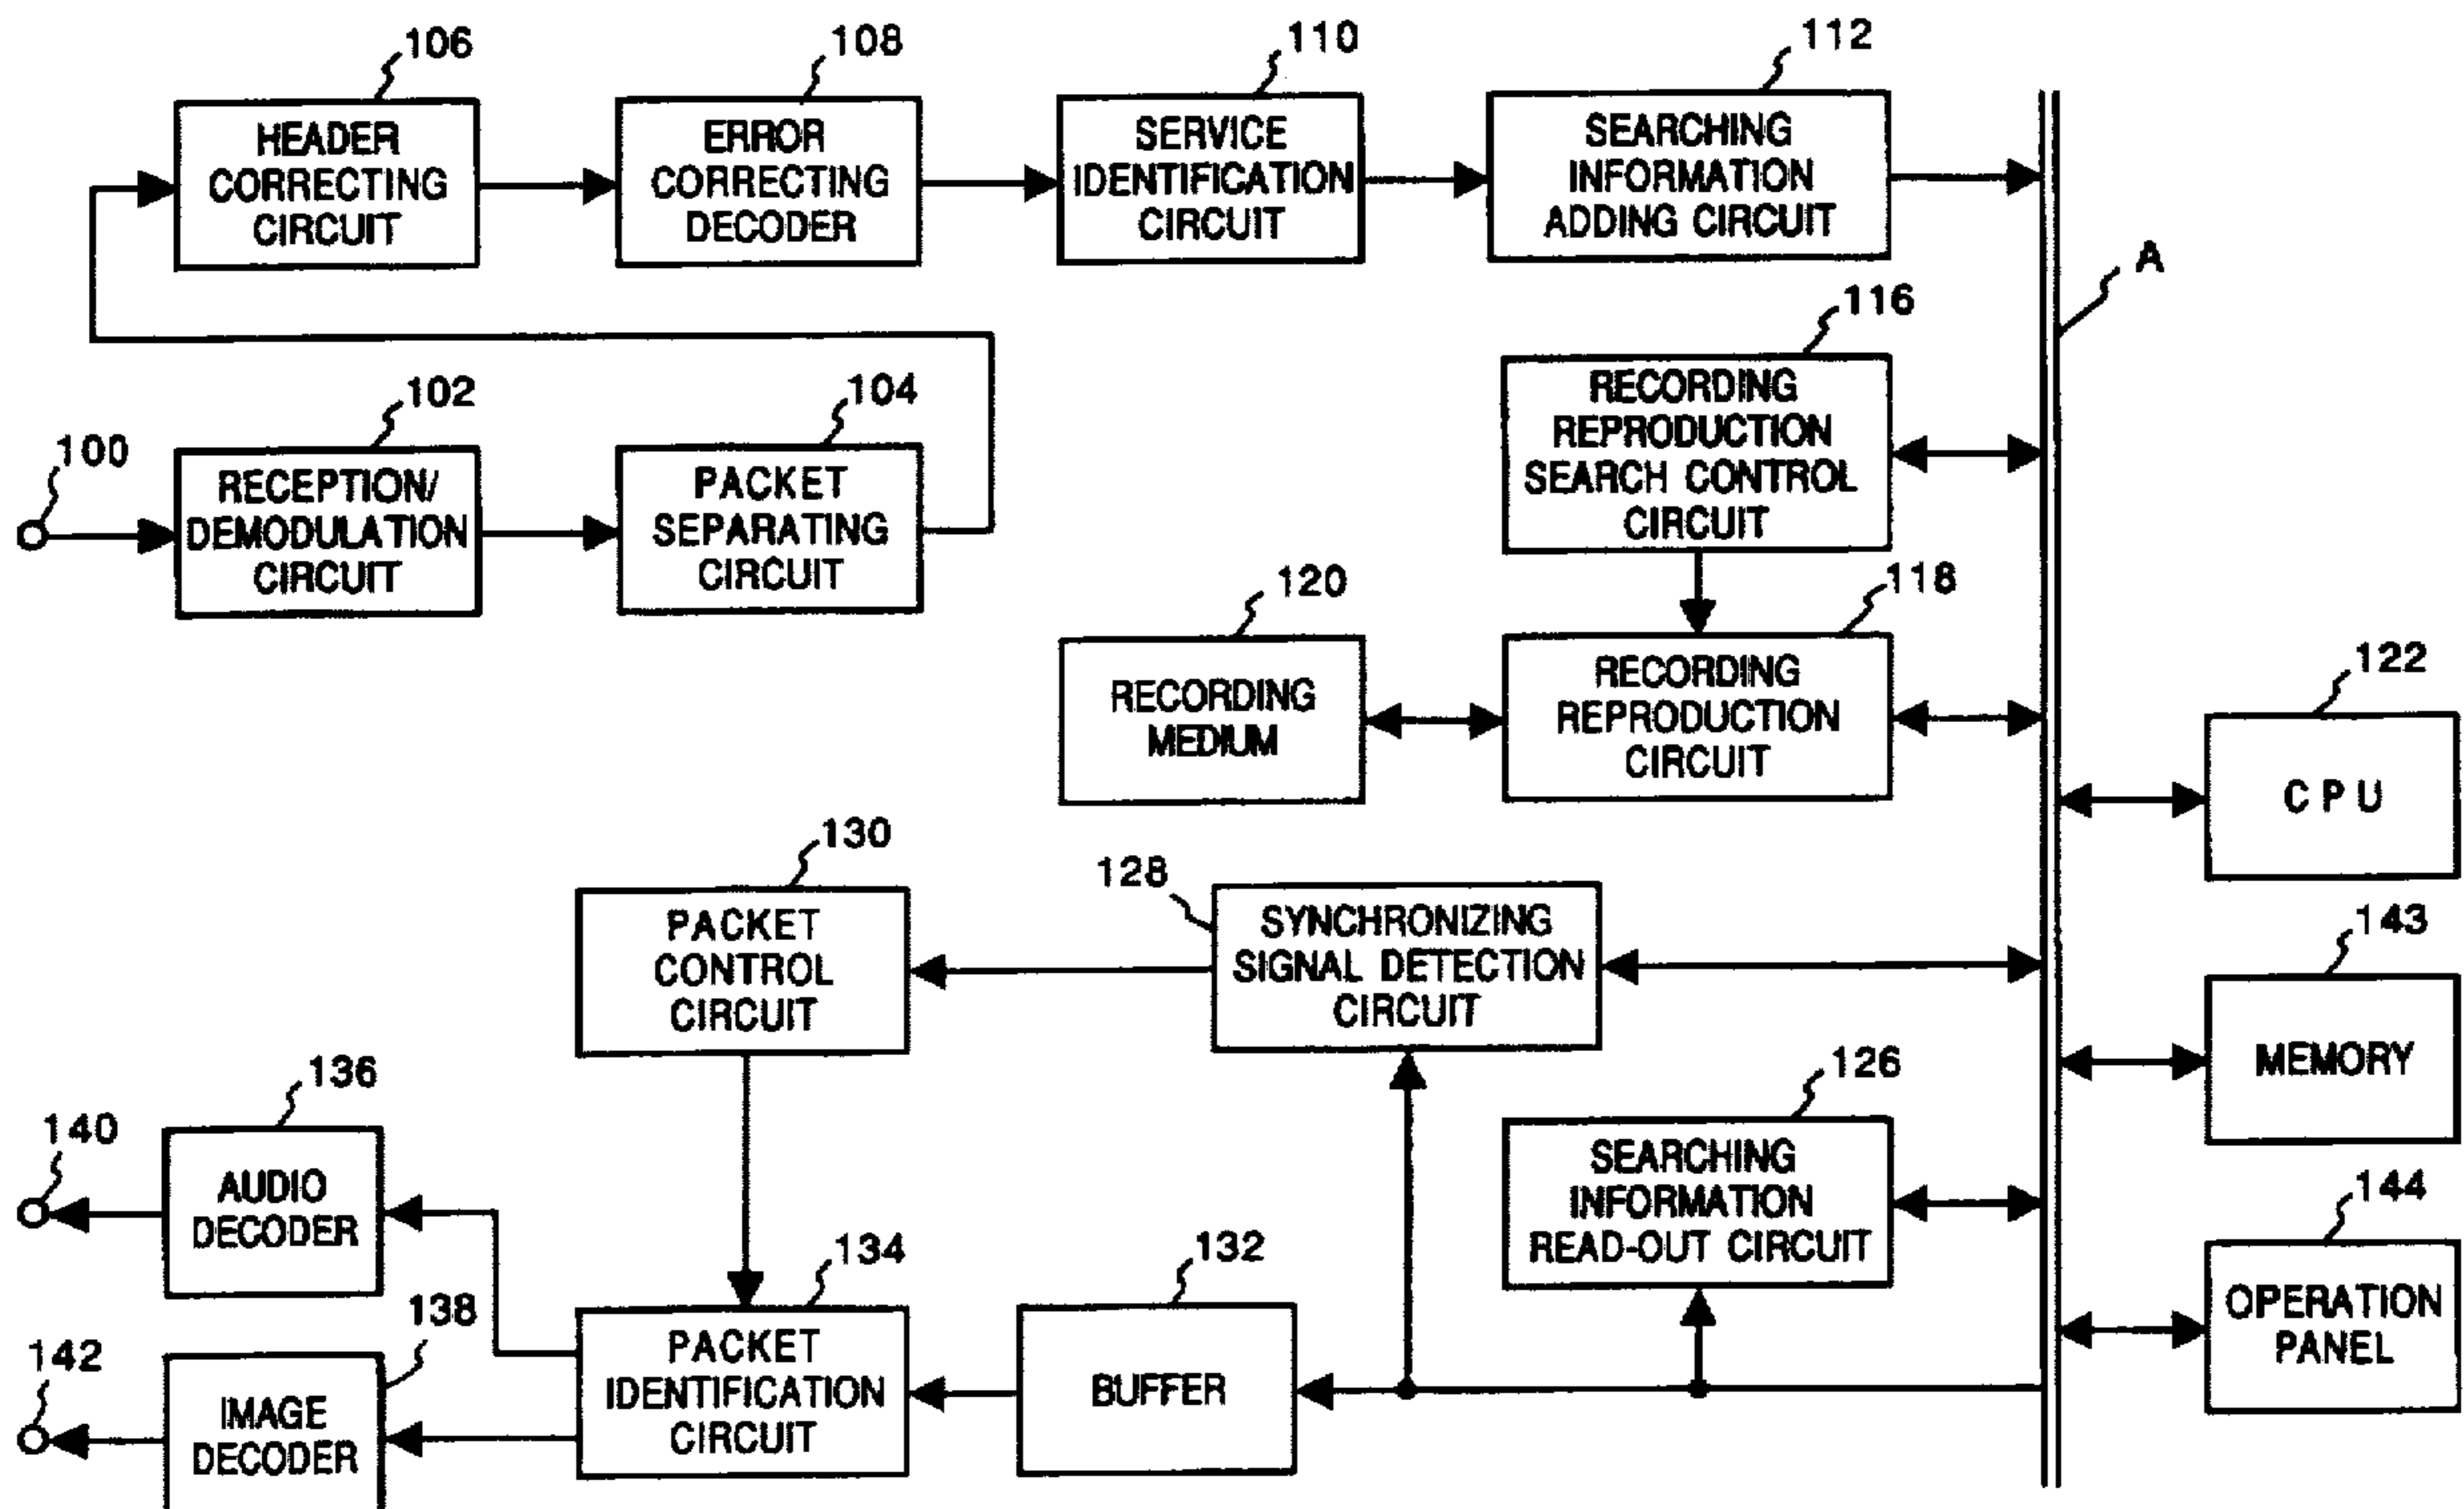 106
108
110
112
HEADER
CORRECTING
CIRCUIT
ERROR
CORRECTING
DECODER
SERVICE
IDENTIFICATION
CIRCUIT
SEARCHING
INFORMATION
ADDING CIRCUIT
A
116
RECORDING
REPRODUCTION
SEARCH CONTROL
CIRCUIT
100
102
104
RECEPTION/
DEMODULATION
CIRCUIT
PACKET
SEPARATING
CIRCUIT
120
118
RECORDING
MEDIUM
RECORDING
REPRODUCTION
CIRCUIT
122
CPU
130
128
PACKET
CONTROL
CIRCUIT
SYNCHRONIZING
SIGNAL DETECTION
CIRCUIT
143
MEMORY
136
126
140
AUDIO
DECODER
SEARCHING
INFORMATION
READ-OUT CIRCUIT
144
OPERATION
PANEL
138
134
132
142
IMAGE
DECODER
PACKET
IDENTIFICATION
CIRCUIT
BUFFER